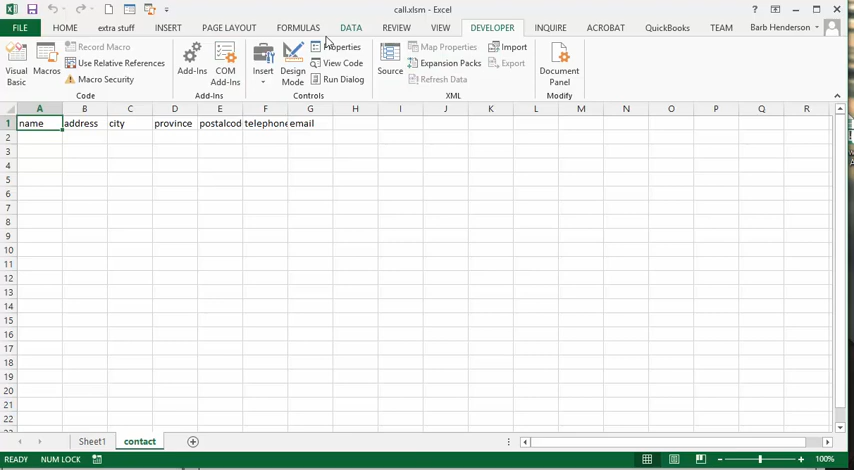 call.xlsm - Excel
FILE HOME extra stuff INSERT PAGE LAYOUT FORMULAS DATA REVIEW VIEW DEVELOPER INQUIRE ACROBAT QuickBooks TEAM Barb Henderson
Visual Basic
Macros
Record Macro
Use Relative References
Macro Security
Code
Add-Ins
COM Add-Ins
Add-Ins
Insert
Design Mode
Properties
View Code
Run Dialog
Controls
Source
Map Properties
Expansion Packs
Refresh Data
Import
Export
XML
Document Panel
Modify
A B C D E F G H I J K L M N O P Q R
1 name address city province postalcod telephone email
2
3
4
5
6
7
8
9
10
11
12
13
14
15
16
17
18
19
20
21
22
Sheet1 contact
READY NUM LOCK 100%